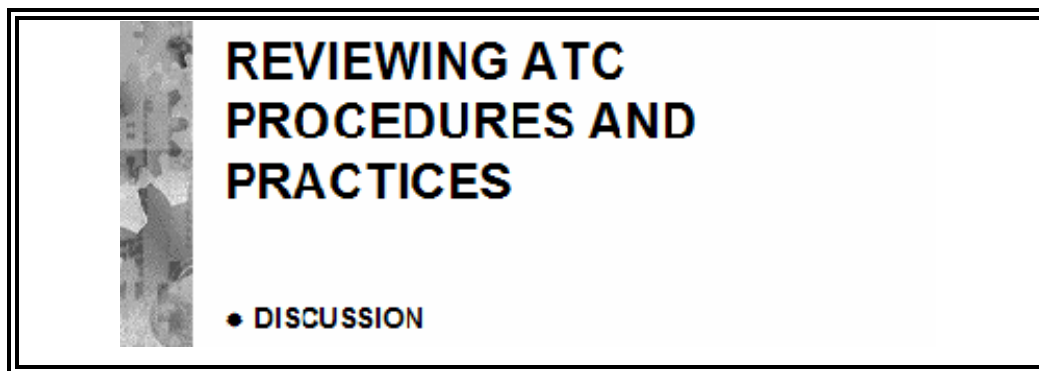 REVIEWING ATC
PROCEDURES AND
PRACTICES
• DISCUSSION